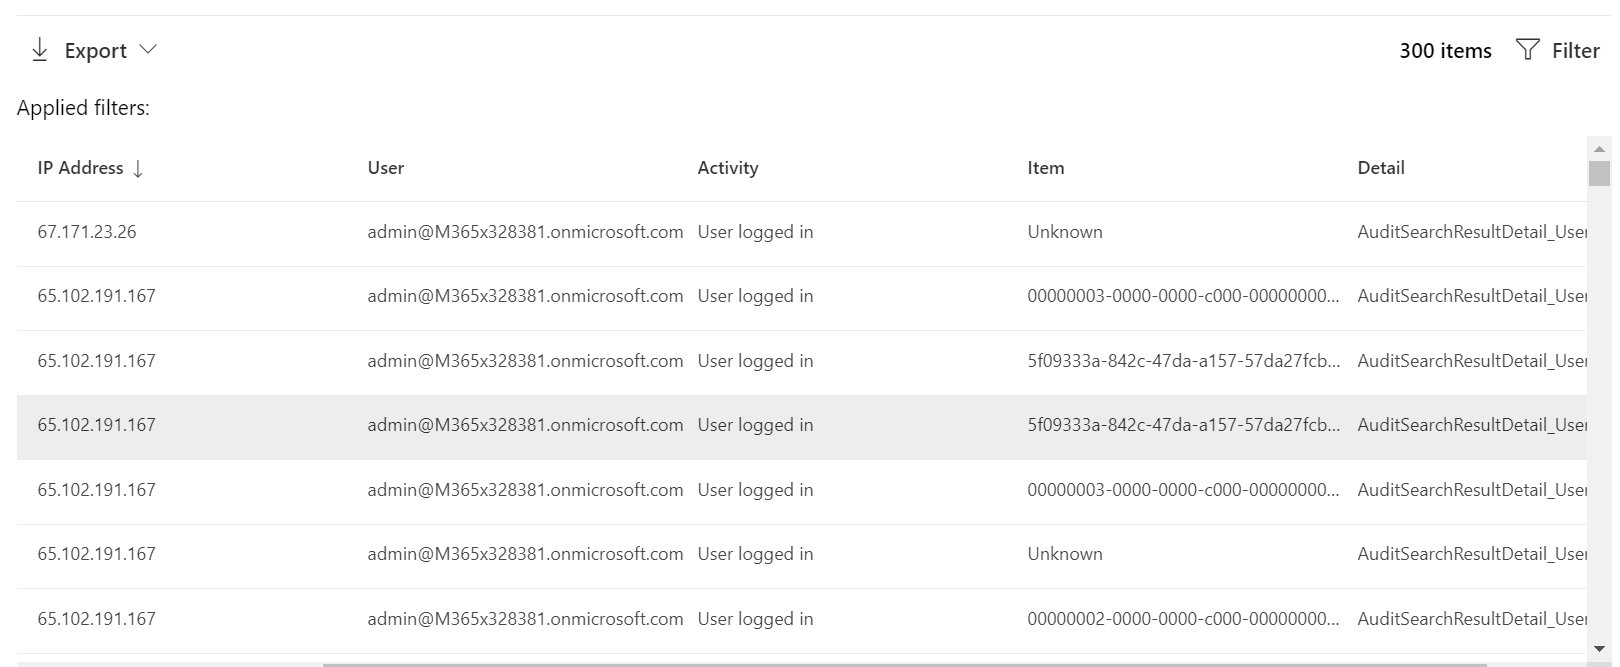 Export 300 items Filter
Applied filters:
IP Address User Activity Item Detail
67.171.23.26 admin@M365x328381.onmicrosoft.com User logged in Unknown AuditSearchResultDetail_User
65.102.191.167 admin@M365x328381.onmicrosoft.com User logged in 00000003-0000-0000-c000-00000000... AuditSearchResultDetail_User
65.102.191.167 admin@M365x328381.onmicrosoft.com User logged in 5f09333a-842c-47da-a157-57da27fcb... AuditSearchResultDetail_User
65.102.191.167 admin@M365x328381.onmicrosoft.com User logged in 5f09333a-842c-47da-a157-57da27fcb... AuditSearchResultDetail_User
65.102.191.167 admin@M365x328381.onmicrosoft.com User logged in 00000003-0000-0000-c000-00000000... AuditSearchResultDetail_User
65.102.191.167 admin@M365x328381.onmicrosoft.com User logged in Unknown AuditSearchResultDetail_User
65.102.191.167 admin@M365x328381.onmicrosoft.com User logged in 00000002-0000-0000-c000-00000000... AuditSearchResultDetail_User